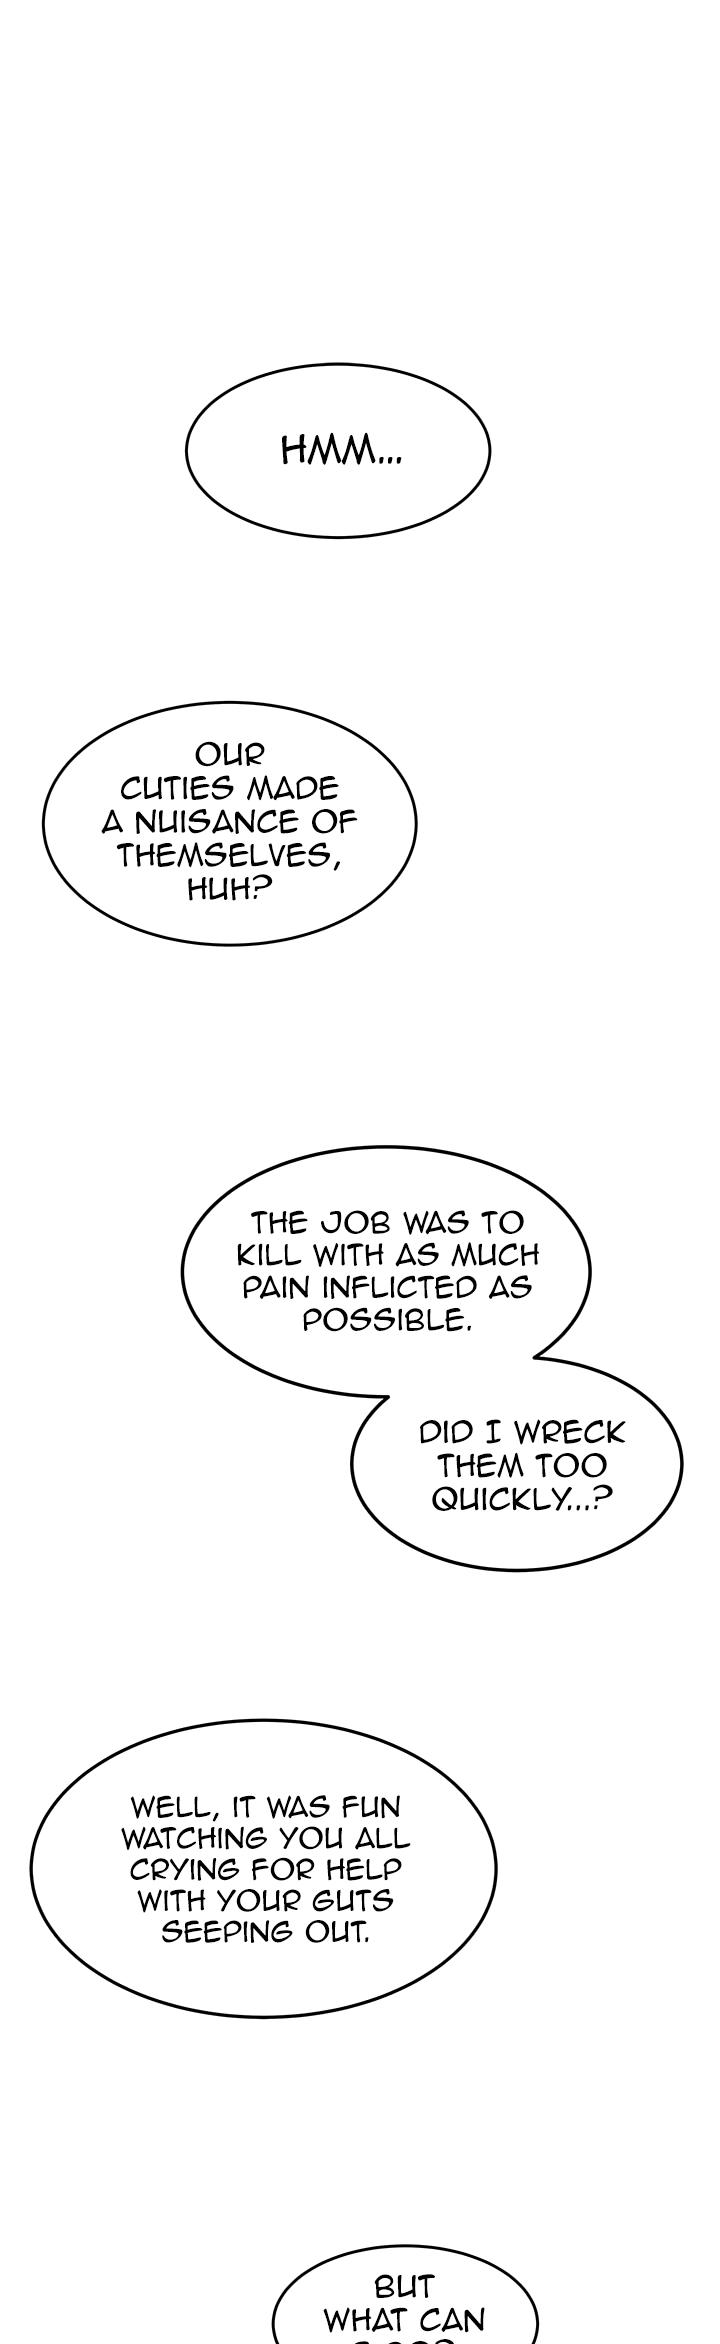 HMM...
OUR
CUTIES MADE
A NUISANCE OF
THEMSELVES,
HUH?
THE JOB WAS TO
KILL WITH AS MUCH
PAIN INFLICTED AS
POSSIBLE.
DID I WRECK
THEM TOO
QUICKLY...?
WELL, IT WAS FUN
WATCHING YOU ALL
CRYING FOR HELP
WITH YOUR GUTS
SEEPING OUT.
BUT
WHAT CAN